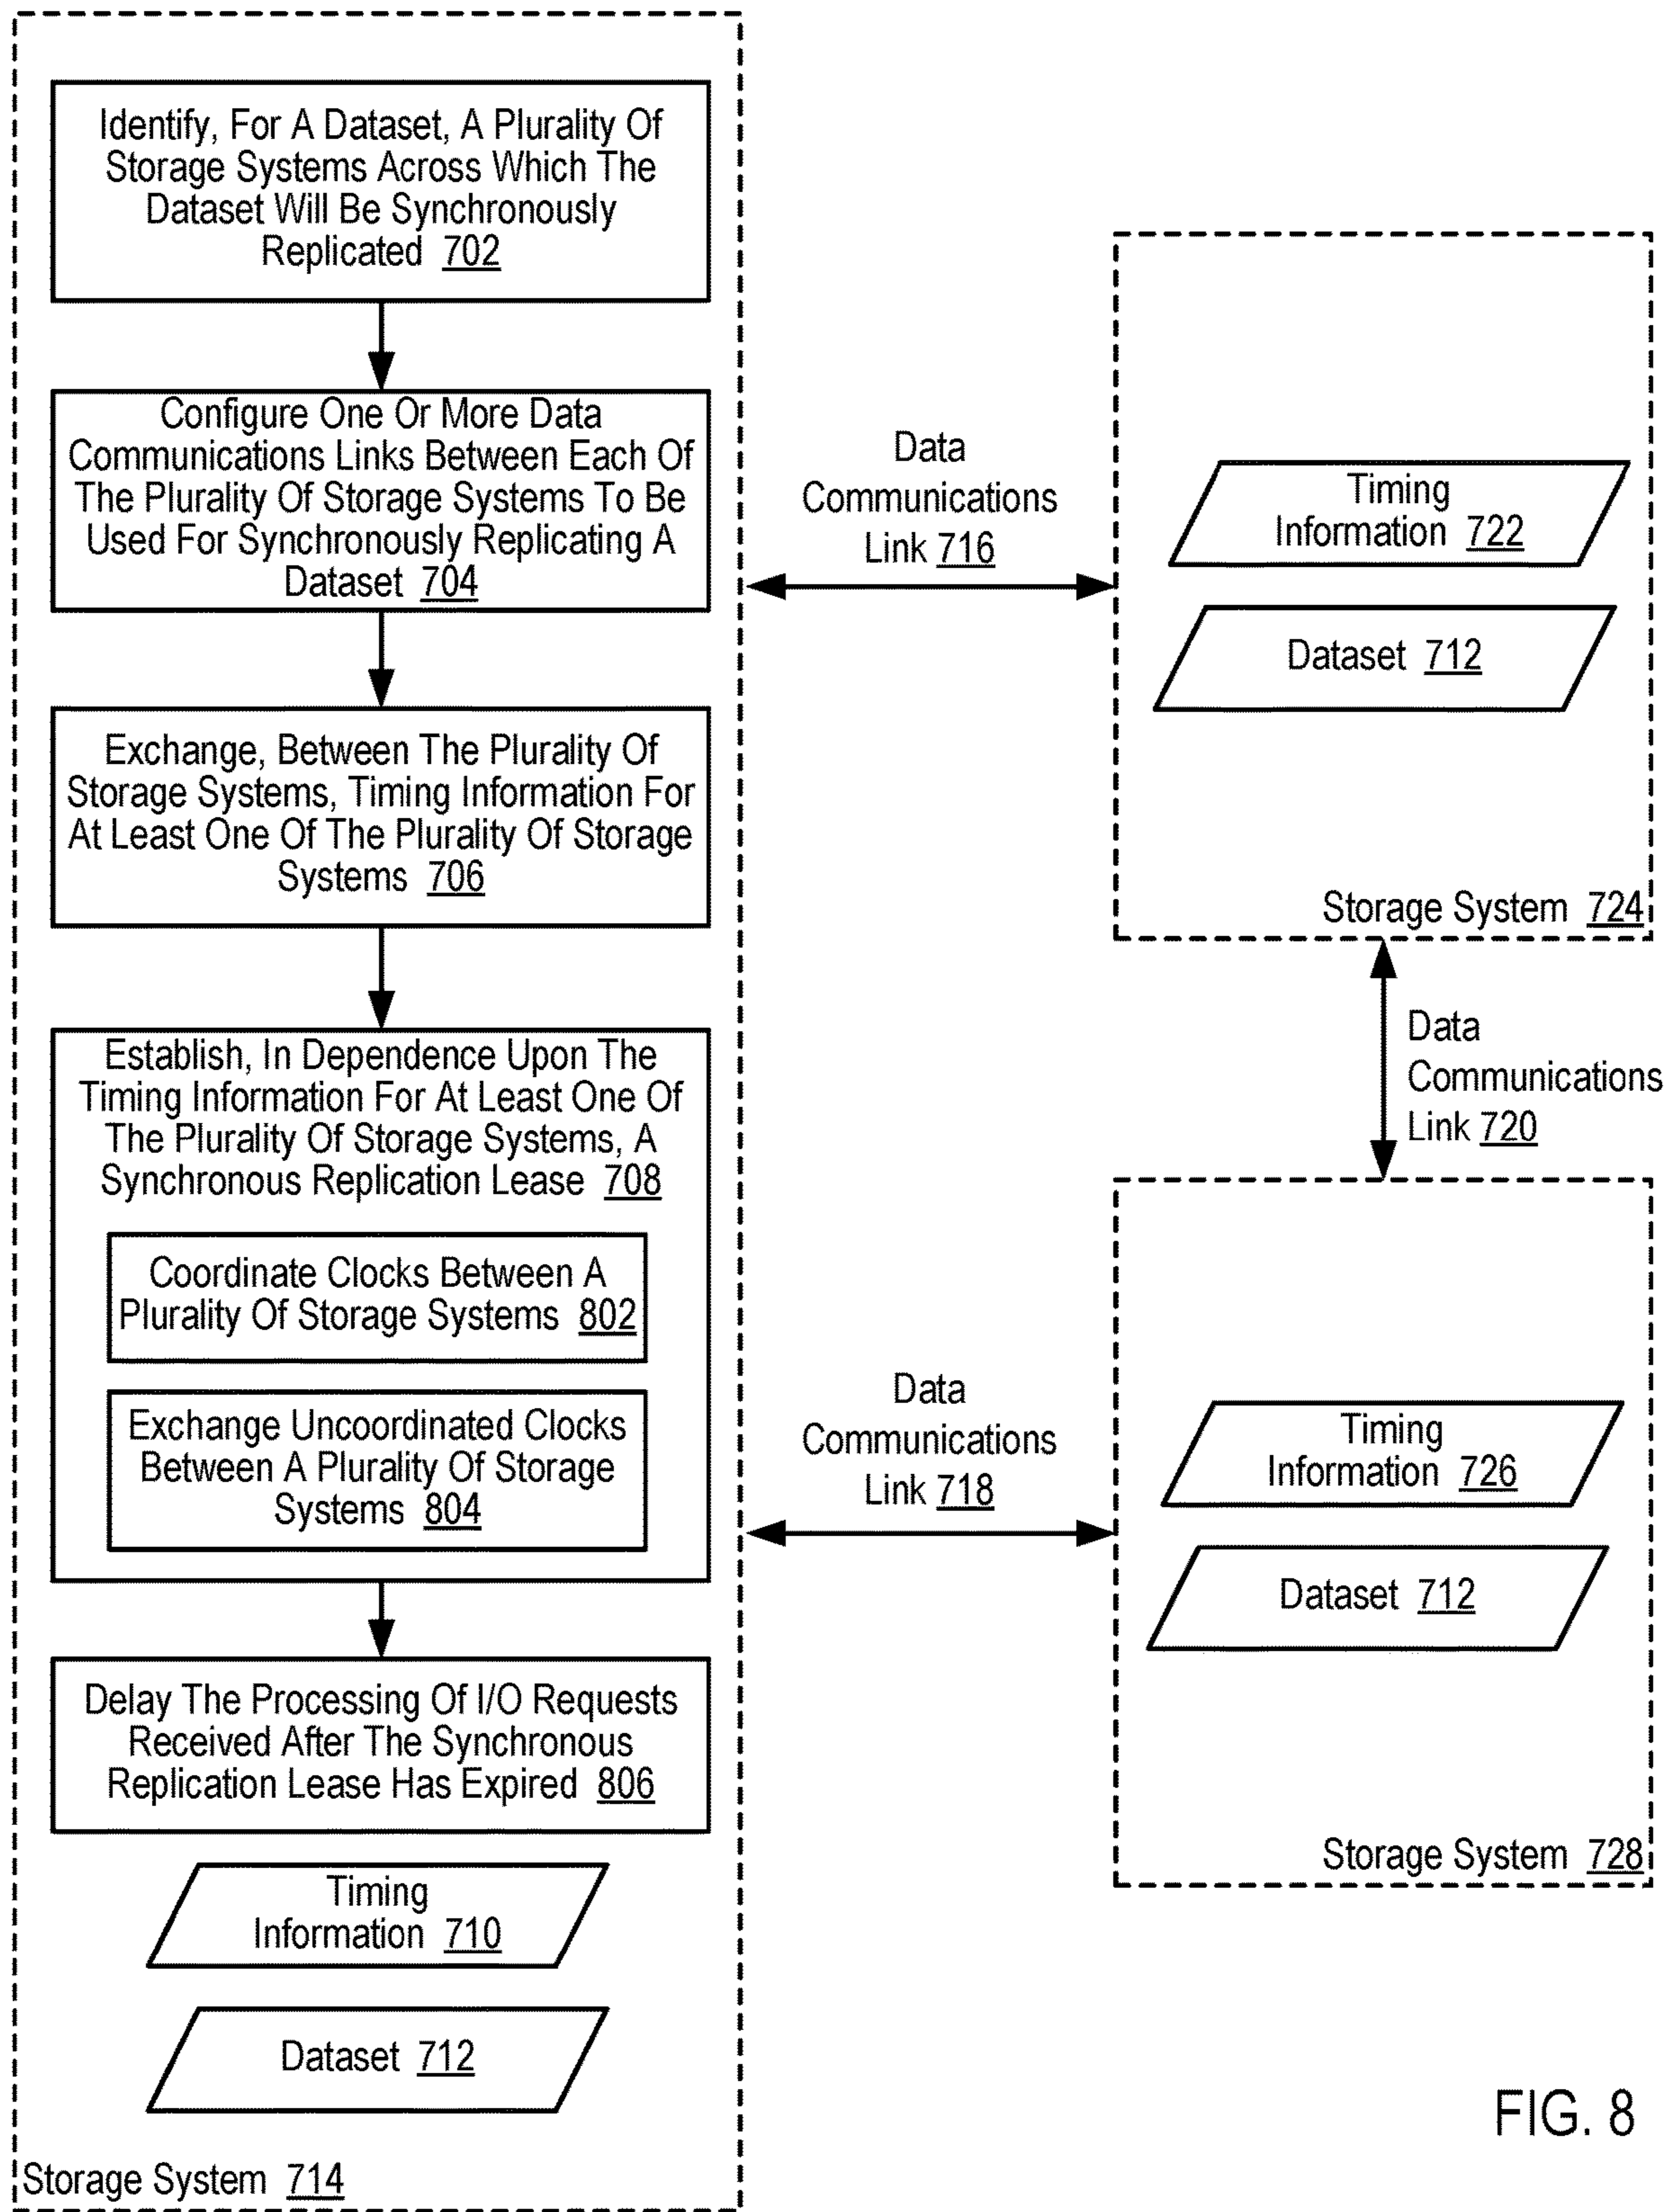 Identify, For A Dataset, A Plurality Of
Storage Systems Across Which The
Dataset Will Be Synchronously
Replicated 702
Configure One Or More Data
Communications Links Between Each Of
The Plurality Of Storage Systems To Be
Used For Synchronously Replicating A
Dataset 704
Exchange, Between The Plurality Of
Storage Systems, Timing Information For
At Least One Of The Plurality Of Storage
Systems 706
Establish, In Dependence Upon The
Timing Information For At Least One Of
The Plurality Of Storage Systems, A
Synchronous Replication Lease 708
Coordinate Clocks Between A
Plurality Of Storage Systems 802
Exchange Uncoordinated Clocks
Between A Plurality Of Storage
Systems 804
Delay The Processing Of I/O Requests
Received After The Synchronous
Replication Lease Has Expired 806
Timing
Information 710
Dataset 712
Storage System 714
Data
Communications
Link 716
Data
Communications
Link 718
Timing
Information 722
Dataset 712
Storage System 724
Data
Communications
Link 720
Timing
Information 726
Dataset 712
Storage System 728
FIG. 8